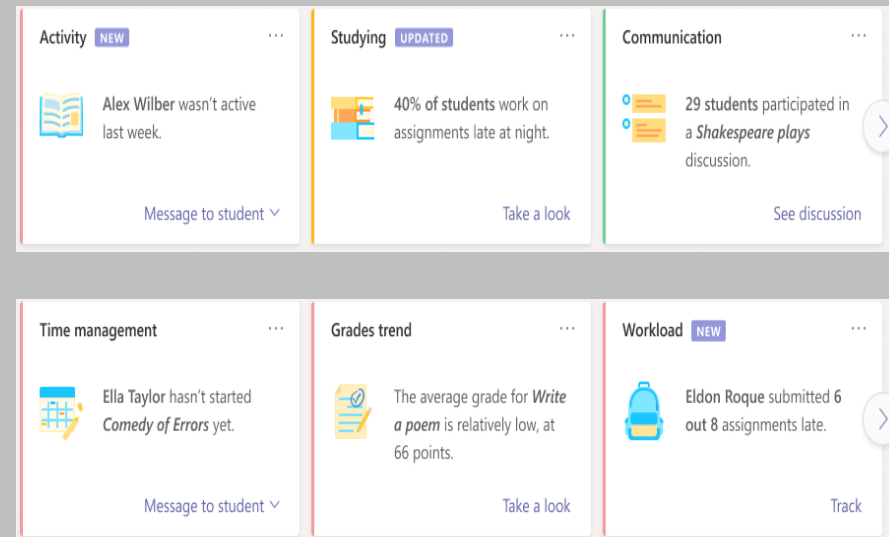 Activity NEW ...
Alex Wilber wasn't active
last week.
Message to student
Studying UPDATED ...
40% of students work on
assignments late at night.
Take a look
Communication ...
29 students participated in
a Shakespeare plays
discussion.
See discussion
Time management ...
Ella Taylor hasn't started
Comedy of Errors yet.
Message to student
Grades trend ...
The average grade for Write
a poem is relatively low, at
66 points.
Take a look
Workload NEW ...
Eldon Roque submitted 6
out 8 assignments late.
Track